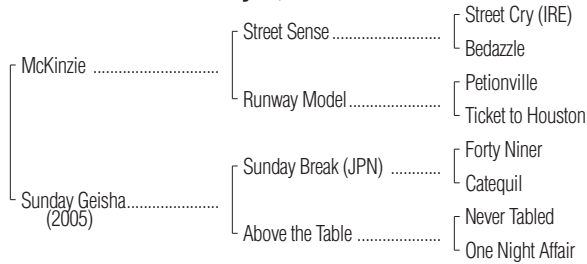 Street Cry (IRE)
Street Sense ....................
Bedazzle
McKinzie ............................
Petionville
Runway Model....................
Ticket to Houston
Forty Niner
Sunday Break (JPN) ...........
Catequil
Sunday Geisha....................
(2005)
Never Tabled
Above the Table ..................
One Night Affair